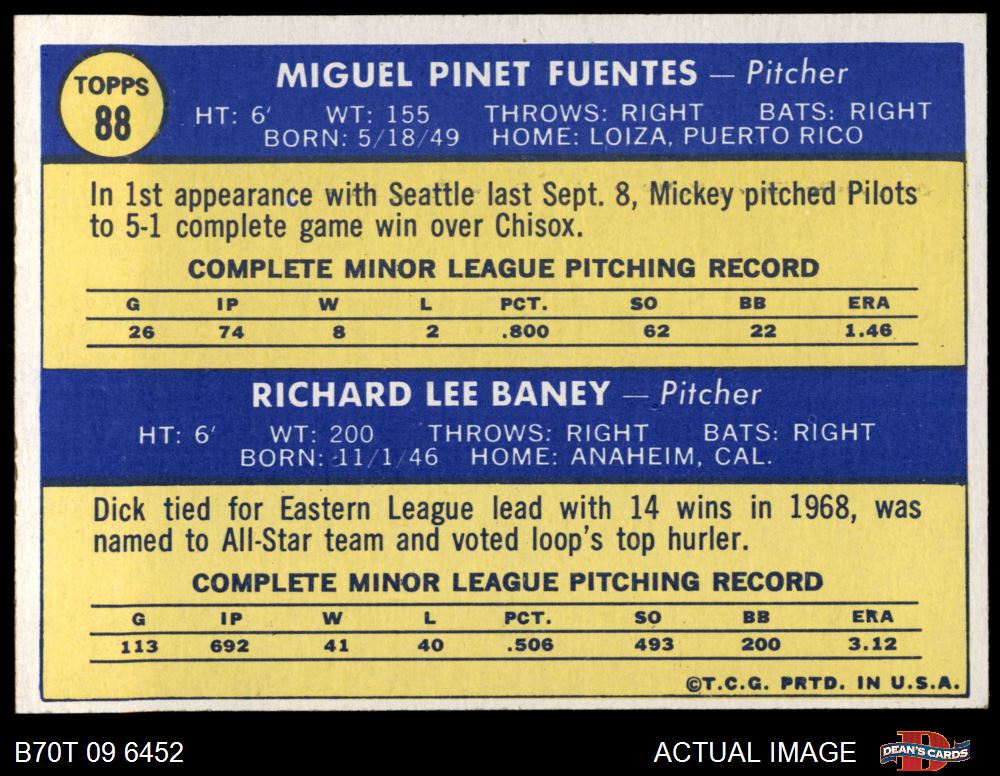 TOPPS
88
MIGUEL PINET FUENTES — Pitcher
HT: 6' WT: 155 THROWS: RIGHT BATS: RIGHT
BORN: 5/18/49 HOME: LOIZA, PUERTO RICO
In 1st appearance with Seattle last Sept. 8, Mickey pitched Pilots
to 5-1 complete game win over Chisox.
COMPLETE MINOR LEAGUE PITCHING RECORD
G IP W L PCT. SO BB ERA
26 74 8 2 .800 62 22 1.46
RICHARD LEE BANEY — Pitcher
HT: 6' WT: 200 THROWS: RIGHT BATS: RIGHT
BORN: 11/1/46 HOME: ANAHEIM, CAL.
Dick tied for Eastern League lead with 14 wins in 1968, was
named to All-Star team and voted loop's top hurler.
COMPLETE MINOR LEAGUE PITCHING RECORD
G IP W L PCT. SO BB ERA
113 692 41 40 .506 493 200 3.12
©T.C.G. PRTD. IN U.S.A.
B70T 09 6452 ACTUAL IMAGE DEAN'S CARDS